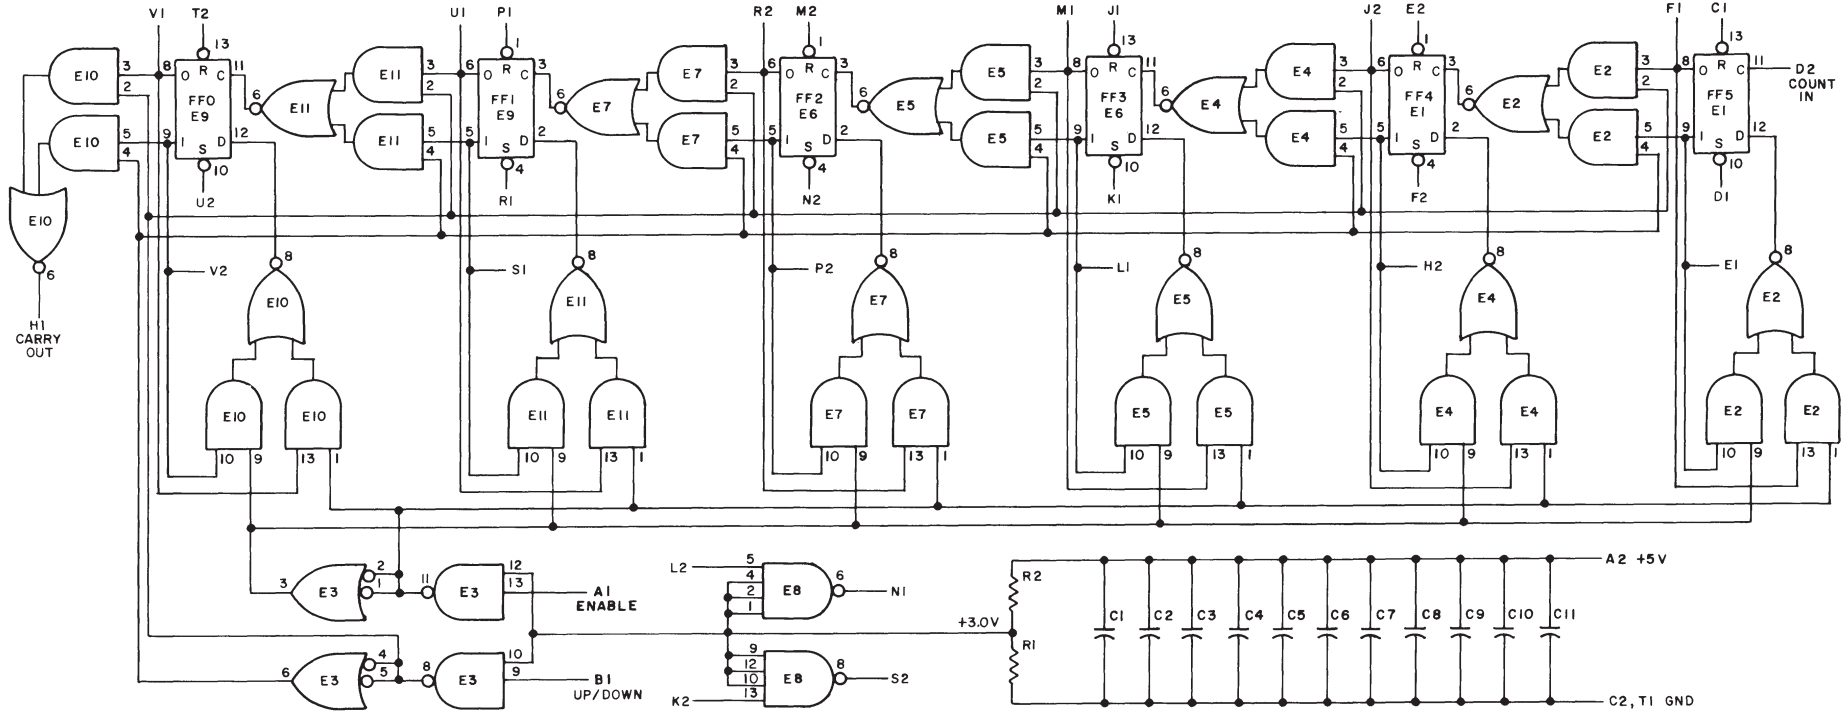 V1 T2 U1 P1 R2 M2 M1 J1 J2 E2 F1 C1
13 1 1 13 1 13
E10 3 8 O R C 11 E11 3 6 O R C 3 E7 3 6 O R C 3 E5 3 8 O R C 11 E4 3 6 O R C 3 E2 3 8 O R C 11 D2
2 2 2 2 2 2 COUNT
IN
FF0 FF1 FF2 FF3 FF4 FF5
E9 E9 E6 E6 E1 E1
6 E11 6 E7 6 E5 6 E4 6 E2
E10 5 9 I D 12 E11 5 5 I D 2 E7 5 5 I D 2 E5 5 9 I D 12 E4 5 5 I D 2 E2 5 9 I D 12
4 S 4 S 4 S 4 S 4 S 4 S
10 4 4 10 4 10
U2 R1 N2 K1 F2 D1
E10
6
H1
CARRY
OUT
8 8 8 8 8 8
V2 S1 P2 L1 H2 E1
E10 E11 E7 E5 E4 E2
E10 E10 E11 E11 E7 E7 E5 E5 E4 E4 E2 E2
10 9 13 1 10 9 13 1 10 9 13 1 10 9 13 1 10 9 13 1 10 9 13 1
3 E3 2 1 11 E3 12 13 A1
ENABLE
6 E3 4 5 8 E3 10 9 B1
UP/DOWN
L2 5 4 2 1 E8 6 N1
K2 9 12 10 13 E8 8 S2
+3.0V
R2
R1
C1 C2 C3 C4 C5 C6 C7 C8 C9 C10 C11
A2 +5V
C2, T1 GND